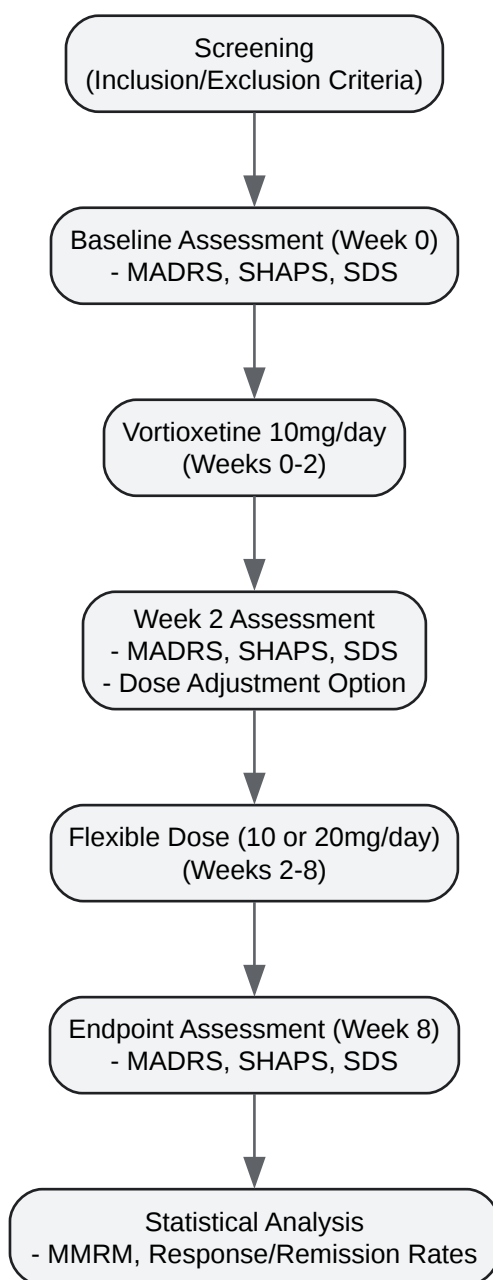 Screening
(Inclusion/Exclusion Criteria)
Baseline Assessment (Week 0)
- MADRS, SHAPS, SDS
Vortioxetine 10mg/day
(Weeks 0-2)
Week 2 Assessment
- MADRS, SHAPS, SDS
- Dose Adjustment Option
Flexible Dose (10 or 20mg/day)
(Weeks 2-8)
Endpoint Assessment (Week 8)
- MADRS, SHAPS, SDS
Statistical Analysis
- MMRM, Response/Remission Rates